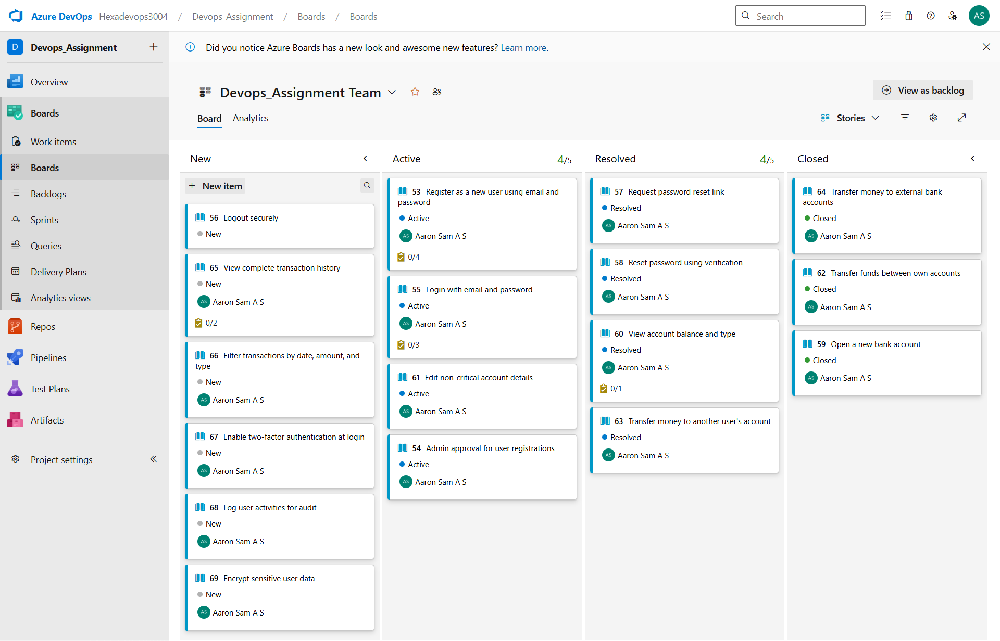 Azure DevOps Hexadevops3004 / Devops_Assignment / Boards / Boards
Search
AS
D Devops_Assignment
Overview
Boards
Work items
Boards
Backlogs
Sprints
Queries
Delivery Plans
Analytics views
Repos
Pipelines
Test Plans
Artifacts
Project settings
Did you notice Azure Boards has a new look and awesome new features? Learn more.
Devops_Assignment Team
View as backlog
Board Analytics
Stories
New
New item
56 Logout securely
New
65 View complete transaction history
New
AS Aaron Sam A S
0/2
66 Filter transactions by date, amount, and
type
New
AS Aaron Sam A S
67 Enable two-factor authentication at login
New
AS Aaron Sam A S
68 Log user activities for audit
New
AS Aaron Sam A S
69 Encrypt sensitive user data
New
AS Aaron Sam A S
Active 4/5
53 Register as a new user using email and
password
Active
AS Aaron Sam A S
0/4
55 Login with email and password
Active
AS Aaron Sam A S
0/3
61 Edit non-critical account details
Active
AS Aaron Sam A S
54 Admin approval for user registrations
Active
AS Aaron Sam A S
Resolved 4/5
57 Request password reset link
Resolved
AS Aaron Sam A S
58 Reset password using verification
Resolved
AS Aaron Sam A S
60 View account balance and type
Resolved
AS Aaron Sam A S
0/1
63 Transfer money to another user's account
Resolved
AS Aaron Sam A S
Closed
64 Transfer money to external bank
accounts
Closed
AS Aaron Sam A S
62 Transfer funds between own accounts
Closed
AS Aaron Sam A S
59 Open a new bank account
Closed
AS Aaron Sam A S